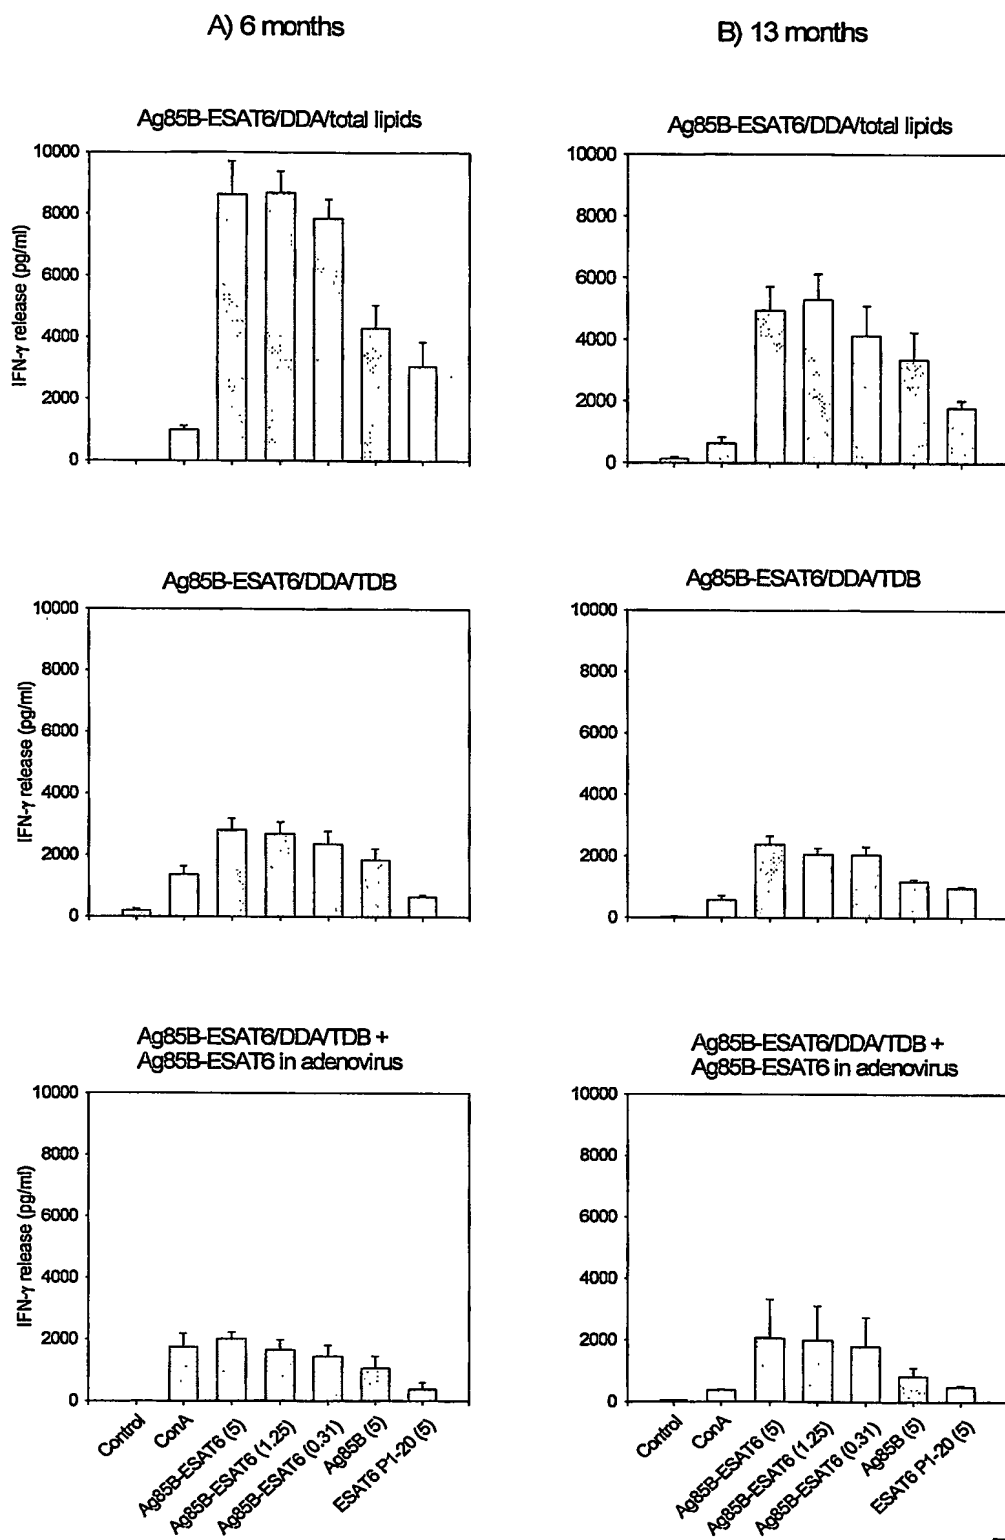 A) 6 months
B) 13 months
Ag85B-ESAT6/DDA/total lipids
10000
8000
6000
4000
2000
0
IFN-γ release (pg/ml)
Ag85B-ESAT6/DDA/total lipids
10000
8000
6000
4000
2000
0
Ag85B-ESAT6/DDA/TDB
10000
8000
6000
4000
2000
0
IFN-γ release (pg/ml)
Ag85B-ESAT6/DDA/TDB
10000
8000
6000
4000
2000
0
Ag85B-ESAT6/DDA/TDB +
Ag85B-ESAT6 in adenovirus
10000
8000
6000
4000
2000
0
IFN-γ release (pg/ml)
Control
ConA
Ag85B-ESAT6 (5)
Ag85B-ESAT6 (1.25)
Ag85B-ESAT6 (0.31)
Ag85B (5)
ESAT6 P1-20 (5)
Ag85B-ESAT6/DDA/TDB +
Ag85B-ESAT6 in adenovirus
10000
8000
6000
4000
2000
0
Control
ConA
Ag85B-ESAT6 (5)
Ag85B-ESAT6 (1.25)
Ag85B-ESAT6 (0.31)
Ag85B (5)
ESAT6 P1-20 (5)